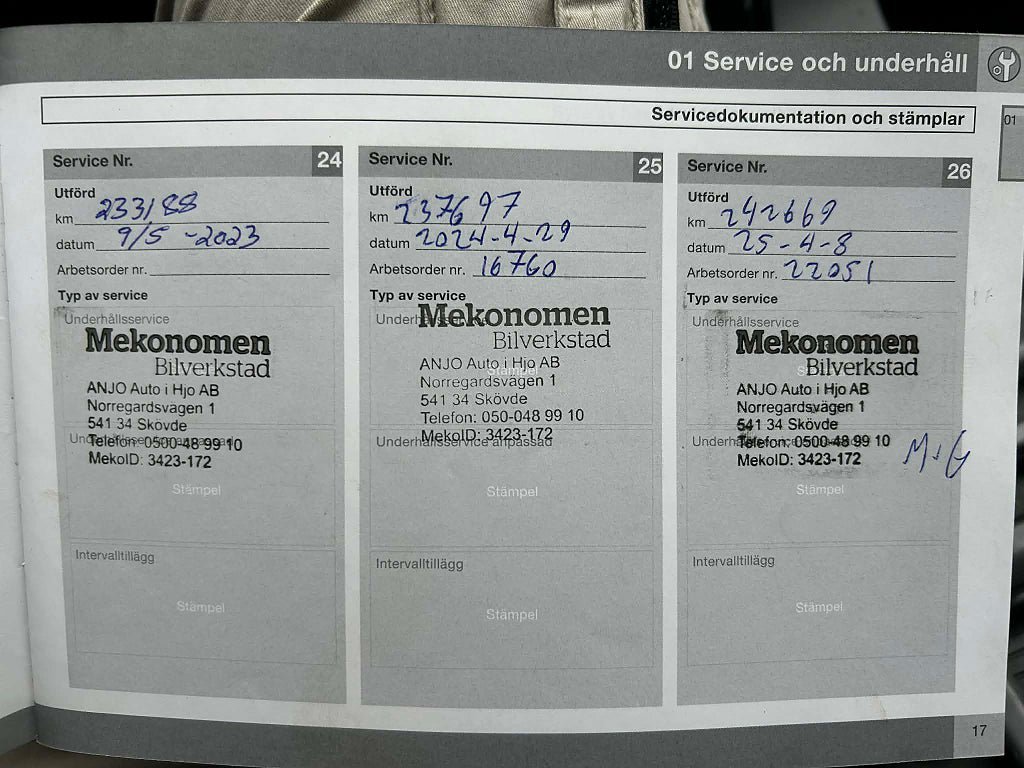 01 Service och underhåll
Servicedokumentation och stämplar
01
Service Nr. 24
Utförd
km 233188
datum 9/5 -2023
Arbetsorder nr.
Typ av service
Underhållsservice
Mekonomen
Bilverkstad
ANJO Auto i Hjo AB
Norregardsvägen 1
541 34 Skövde
Telefon: 0500-48 99 10
MekoID: 3423-172
Stämpel
Intervalltillägg
Stämpel
Service Nr. 25
Utförd
km 237697
datum 2024-4-29
Arbetsorder nr. 16760
Typ av service
Underhållsservice
Mekonomen
Bilverkstad
Stämpel
ANJO Auto i Hjo AB
Norregardsvägen 1
541 34 Skövde
Telefon: 050-048 99 10
MekoID: 3423-172
Underhållsservice anpassad
Stämpel
Intervalltillägg
Stämpel
Service Nr. 26
Utförd
km 242669
datum 25-4-8
Arbetsorder nr. 22051
Typ av service
Underhållsservice
Mekonomen
Bilverkstad
ANJO Auto i Hjo AB
Norregardsvägen 1
541 34 Skövde
Telefon: 0500-48 99 10
MekoID: 3423-172
Stämpel
Intervalltillägg
Stämpel
17